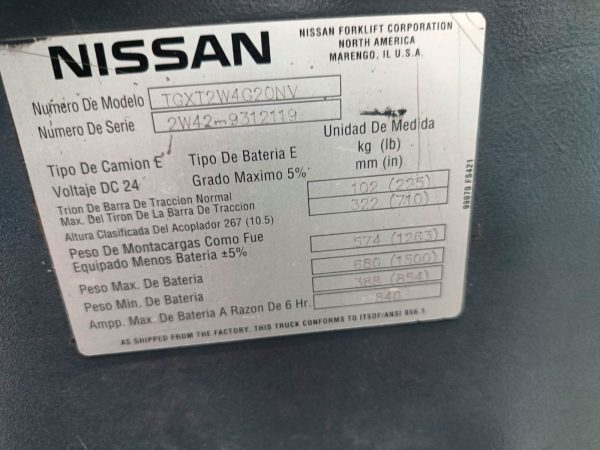 NISSAN
NISSAN FORKLIFT CORPORATION
NORTH AMERICA
MARENGO, IL U.S.A.
Numero De Modelo TGXT2W4G20NV
Número De Serie 2W42m9312119
Unidad De Medida
kg (lb)
mm (in)
Tipo De Camion E Tipo De Bateria E
Voltaje DC 24 Grado Maximo 5%
Trion De Barra De Traccion Normal 102 (225)
Max. Del Tiron De La Barra De Traccion 322 (710)
Altura Clasificada Del Acoplador 267 (10.5)
Peso De Montacargas Como Fue
Equipado Menos Bateria ±5% 574 (1263)
Peso Max. De Bateria 680 (1500)
Peso Min. De Bateria 388 (854)
Ampp. Max. De Bateria A Razon De 6 Hr. 840
AS SHIPPED FROM THE FACTORY, THIS TRUCK CONFORMS TO ITSDF/ANSI B56.1
99070 FS421